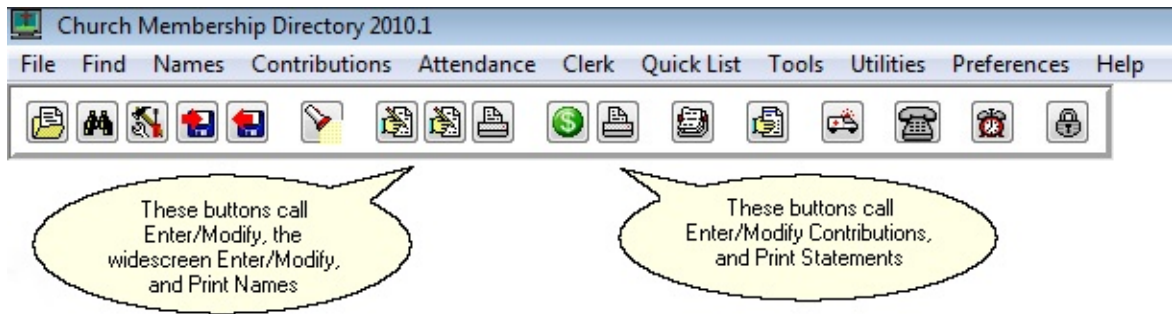 Church Membership Directory 2010.1
File Find Names Contributions Attendance Clerk Quick List Tools Utilities Preferences Help
These buttons call
Enter/Modify, the
widescreen Enter/Modify,
and Print Names
These buttons call
Enter/Modify Contributions,
and Print Statements